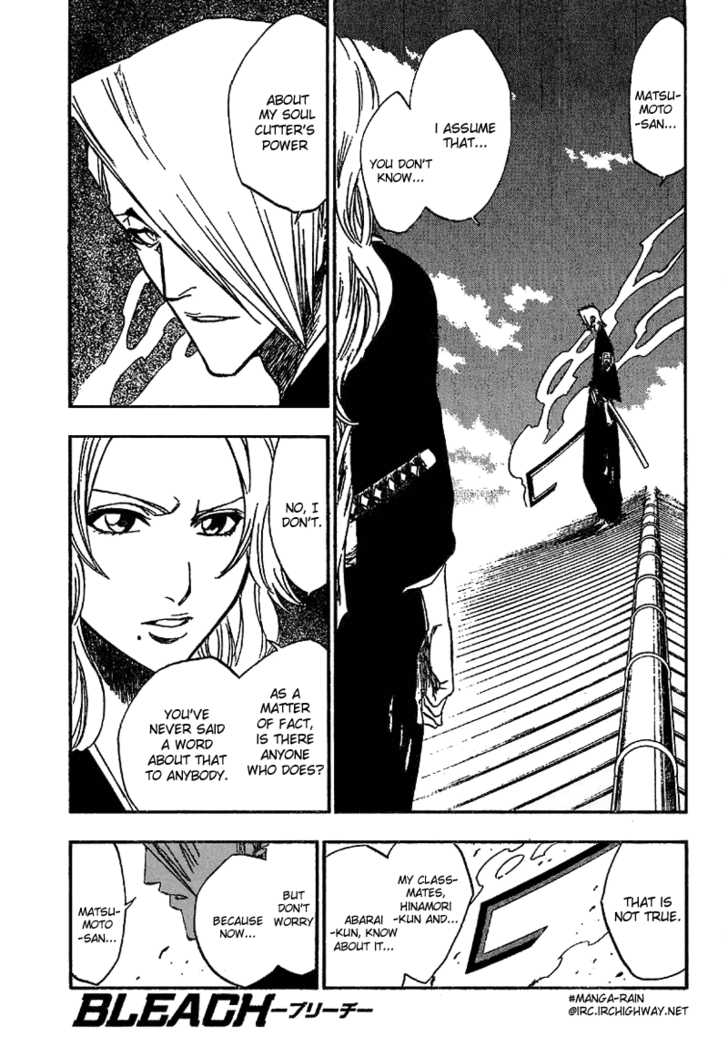 MATSU-
MOTO
-SAN...
I ASSUME
THAT...
YOU DON'T
KNOW...
ABOUT
MY SOUL
CUTTER'S
POWER
NO, I
DON'T.
AS A
MATTER
OF FACT,
IS THERE
ANYONE
WHO DOES?
YOU'VE
NEVER SAID
A WORD
ABOUT THAT
TO ANYBODY.
THAT IS
NOT TRUE.
MY CLASS-
MATES,
HINAMORI
-KUN AND...
ABARAI
-KUN, KNOW
ABOUT IT...
BUT
DON'T
WORRY
BECAUSE
NOW...
MATSU-
MOTO
-SAN...
BLEACH―ブリーチ―
#MANGA-RAIN
@IRC.IRCHIGHWAY.NET